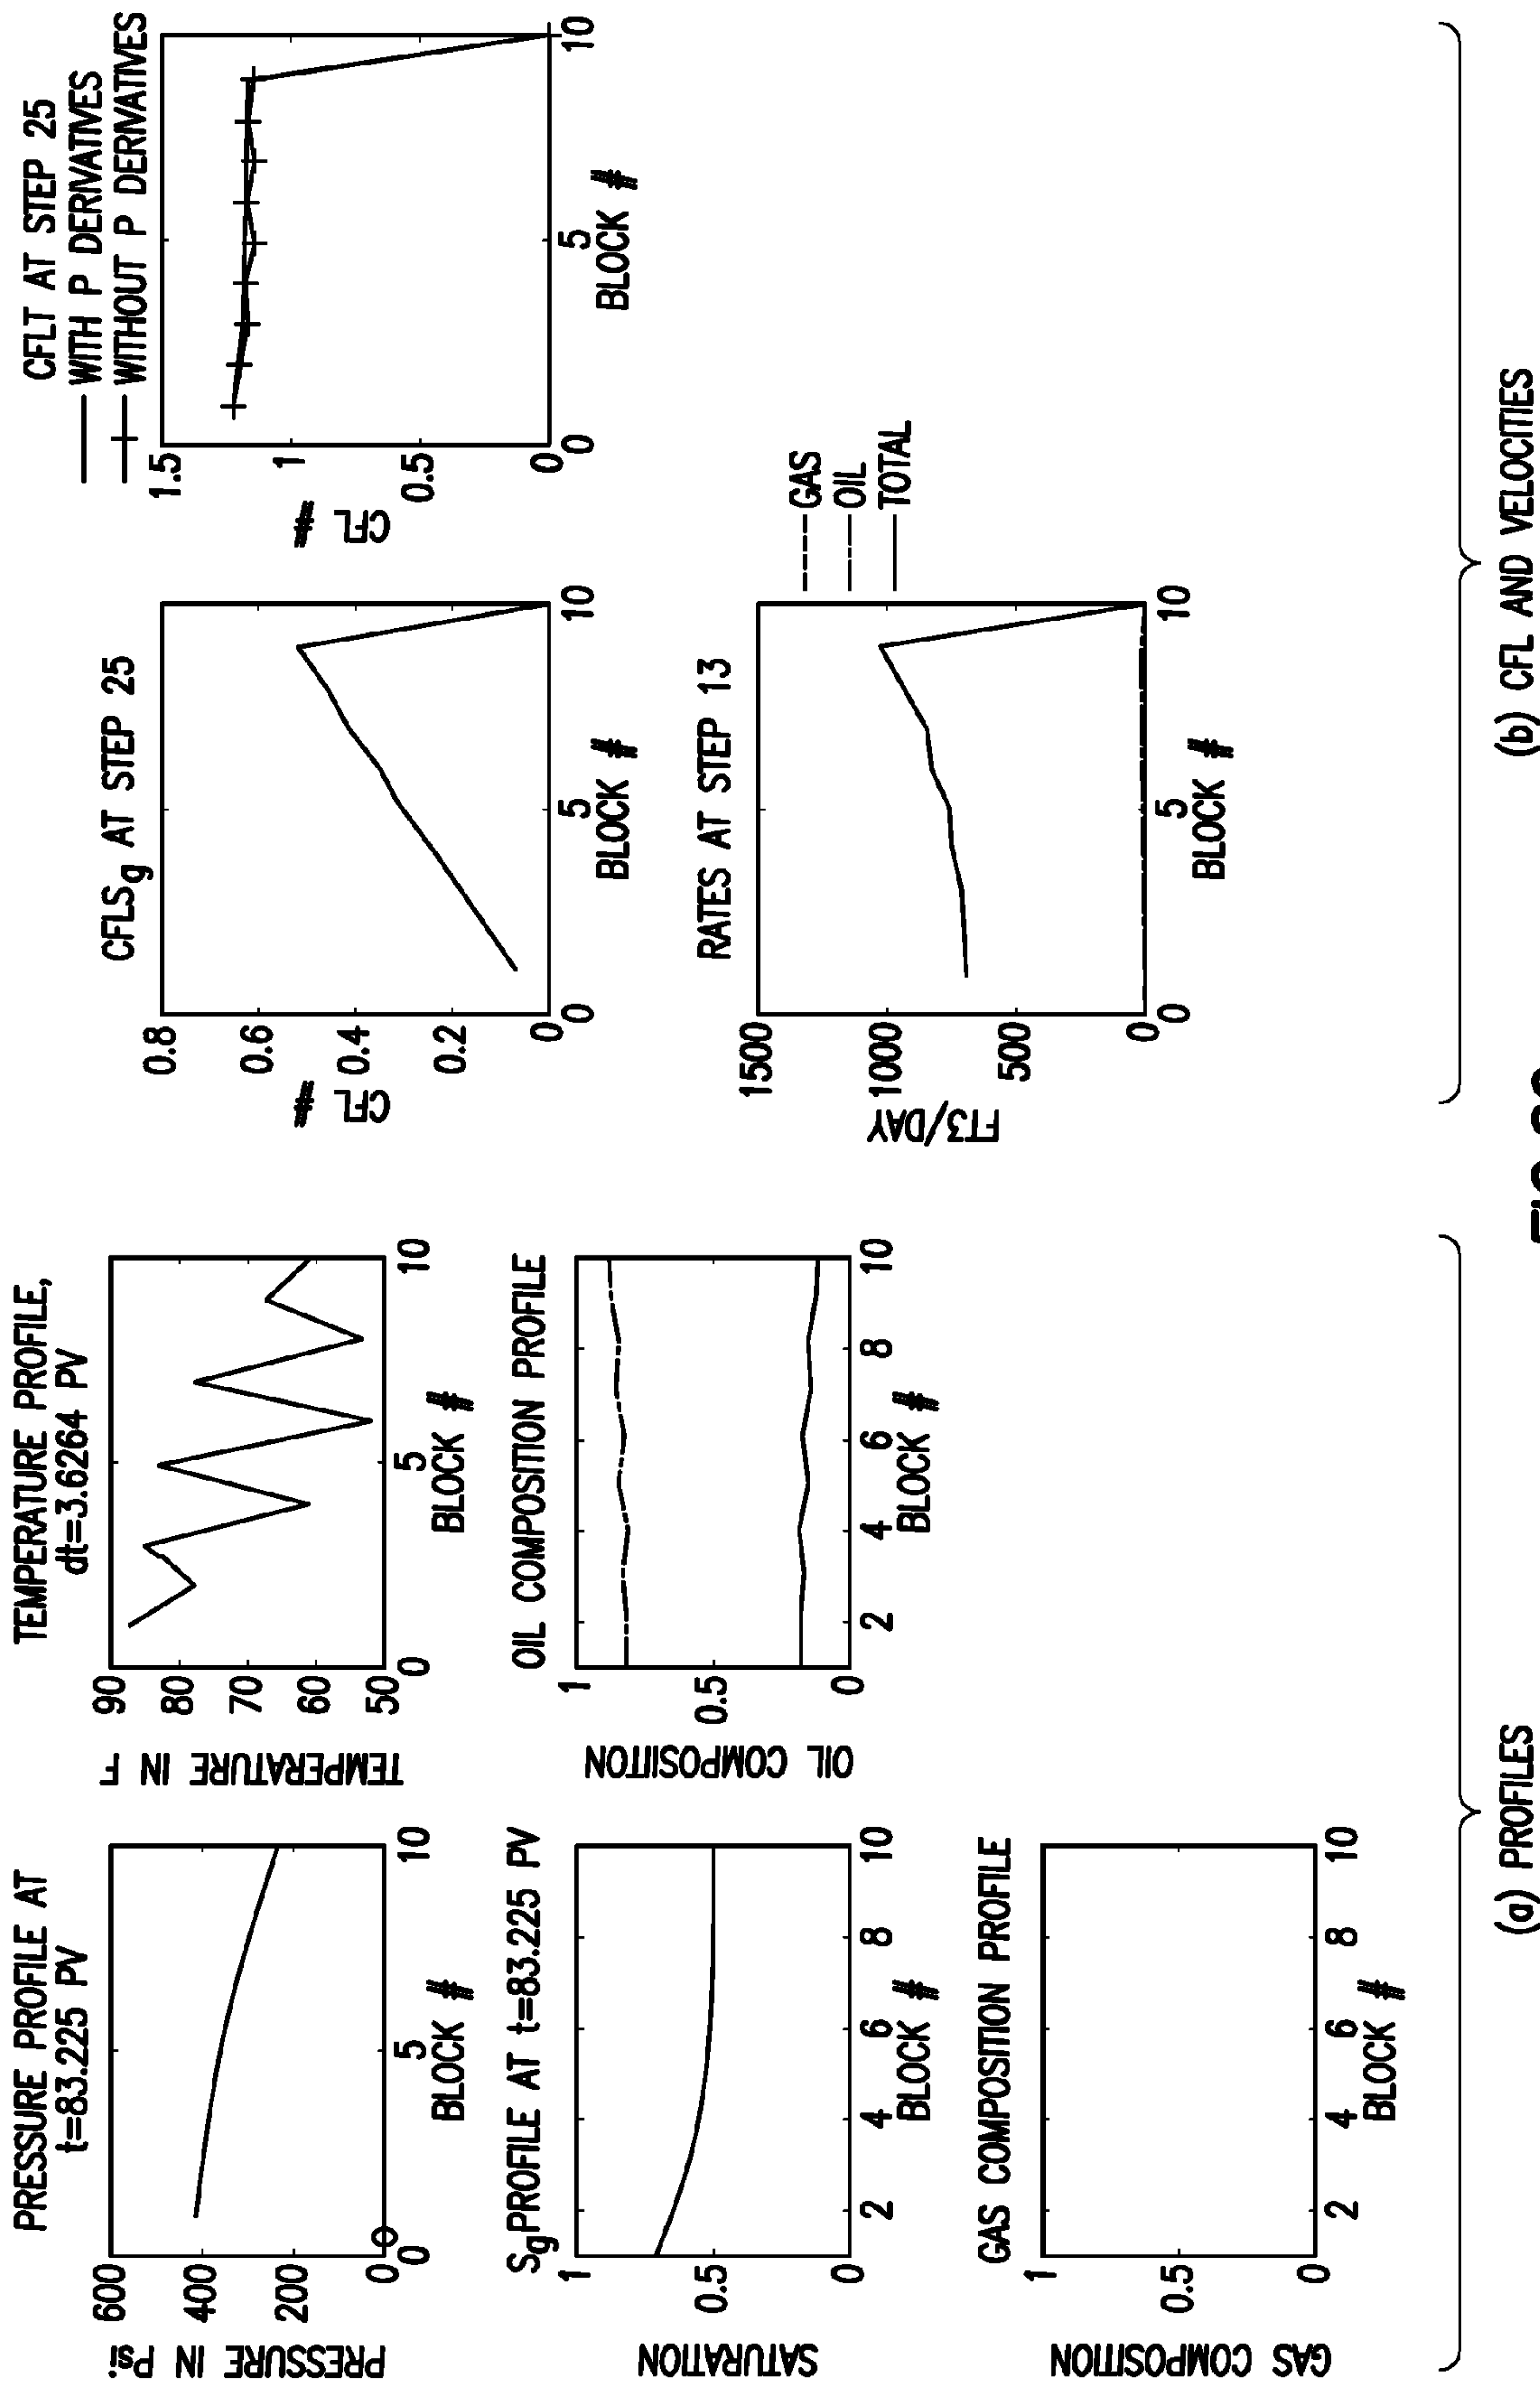 PRESSURE PROFILE AT
t=83.225 PV
PRESSURE IN Psi
600
400
200
0
0
5
10
BLOCK #
TEMPERATURE PROFILE,
dt=3.6264 PV
TEMPERATURE IN F
90
80
70
60
50
0
5
10
BLOCK #
SgPROFILE AT t=83.225 PV
SATURATION
1
0.5
0
2
4
6
8
10
BLOCK #
OIL COMPOSITION PROFILE
OIL COMPOSITION
1
0.5
0
2
4
6
8
10
BLOCK #
GAS COMPOSITION PROFILE
GAS COMPOSITION
1
0.5
0
2
4
6
8
10
BLOCK #
(a) PROFILES
CFLSg AT STEP 25
CFL #
0.8
0.6
0.4
0.2
0
0
5
10
BLOCK #
CFLT AT STEP 25
WITH P DERIVATIVES
WITHOUT P DERIVATIVES
CFL #
1.5
1
0.5
0
0
5
10
BLOCK #
RATES AT STEP 13
FT3/DAY
1500
1000
500
0
0
5
10
BLOCK #
GAS
OIL
TOTAL
(b) CFL AND VELOCITIES